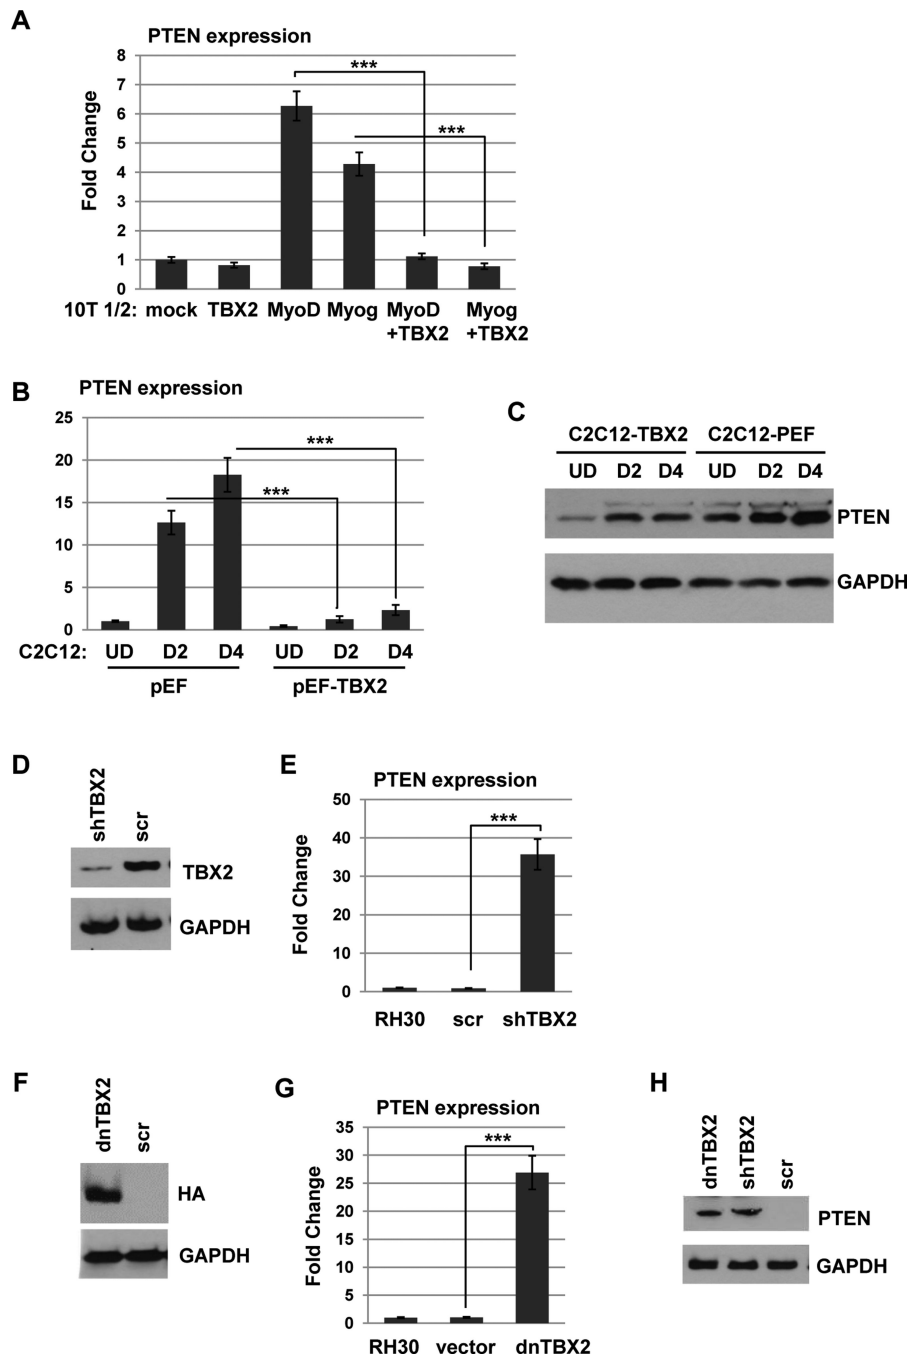 A
PTEN expression
Fold Change
8
7
6
5
4
3
2
1
0
***
***
10T 1/2: mock TBX2 MyoD Myog MyoD Myog
+TBX2 +TBX2
B
PTEN expression
25
20
15
10
5
0
***
***
C2C12: UD D2 D4 UD D2 D4
pEF pEF-TBX2
C
C2C12-TBX2 C2C12-PEF
UD D2 D4 UD D2 D4
PTEN
GAPDH
D
shTBX2 scr
TBX2
GAPDH
E
PTEN expression
Fold Change
50
40
30
20
10
0
***
RH30 scr shTBX2
F
dnTBX2 scr
HA
GAPDH
G
PTEN expression
Fold Change
35
30
25
20
15
10
5
0
***
RH30 vector dnTBX2
H
dnTBX2 shTBX2 scr
PTEN
GAPDH